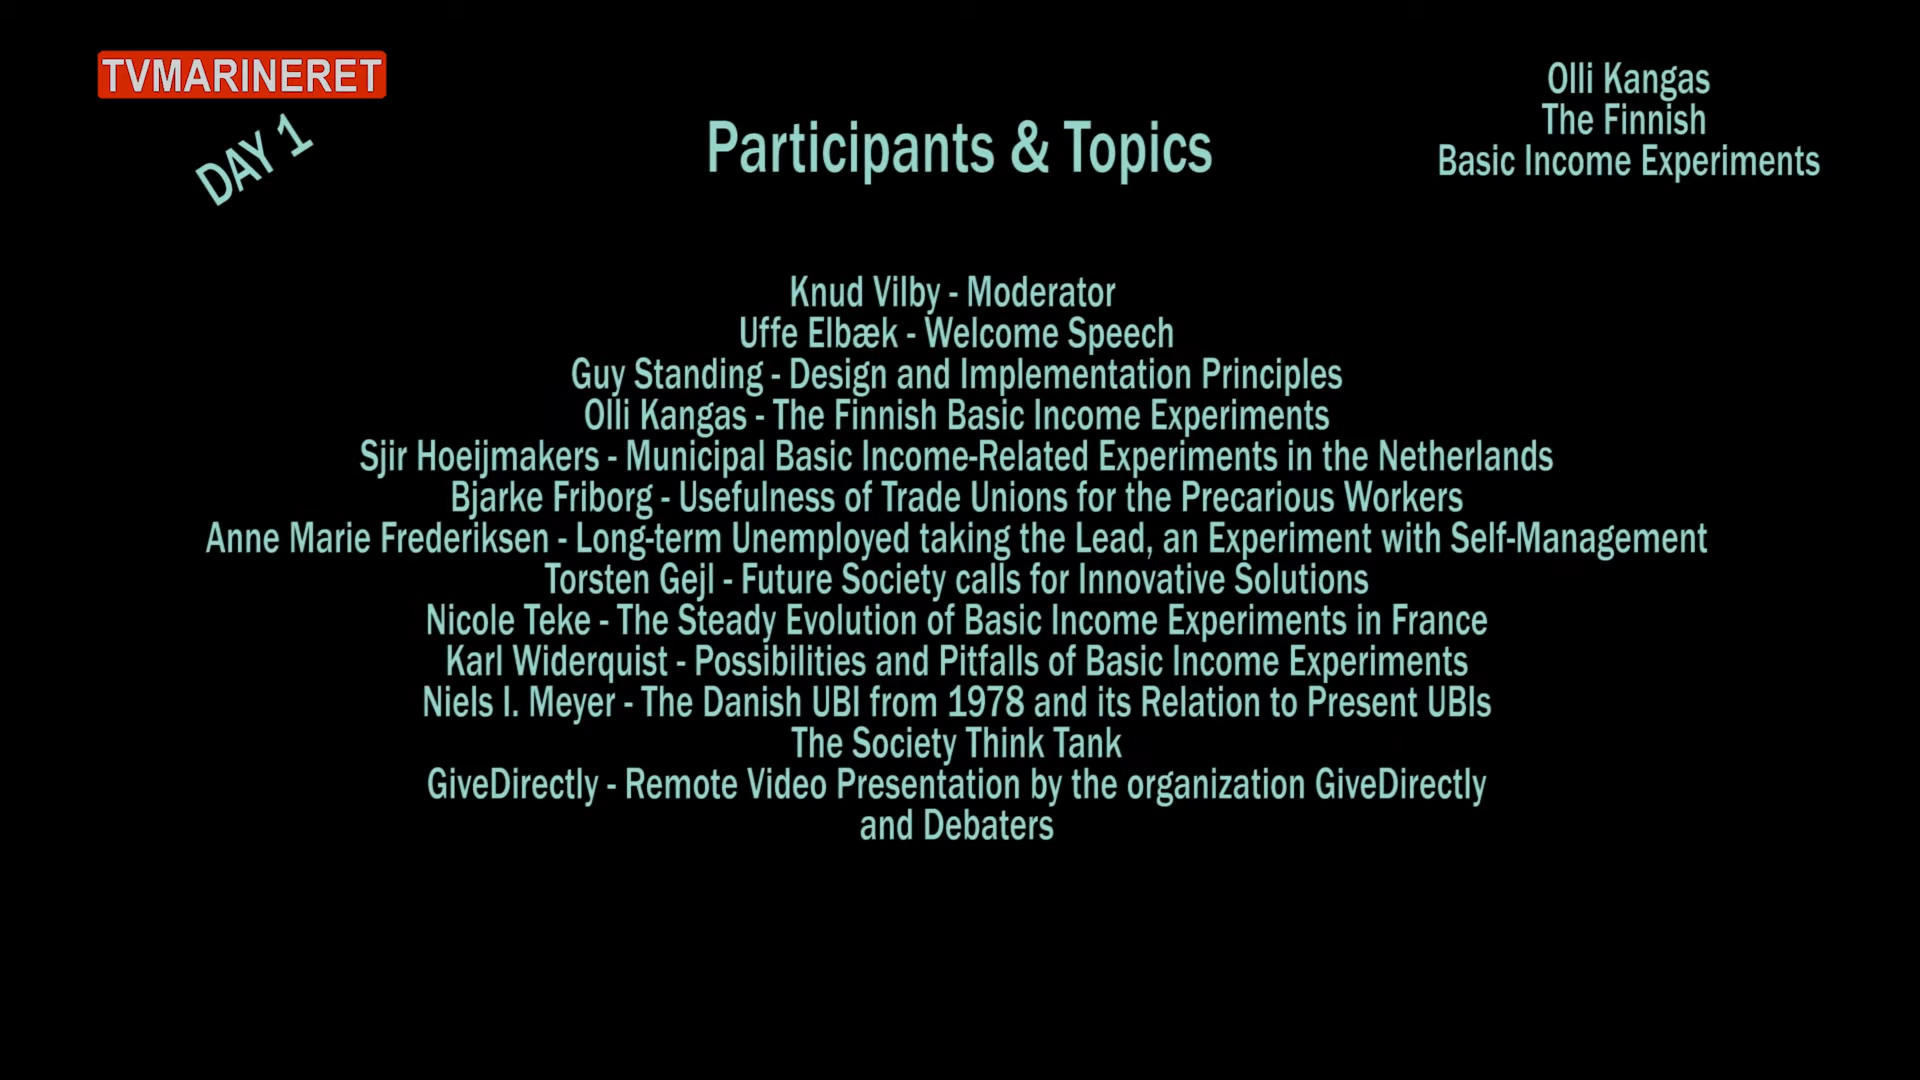 TVMARINERET
DAY 1
Participants & Topics
Olli Kangas
The Finnish
Basic Income Experiments
Knud Vilby - Moderator
Uffe Elbæk - Welcome Speech
Guy Standing - Design and Implementation Principles
Olli Kangas - The Finnish Basic Income Experiments
Sjir Hoeijmakers - Municipal Basic Income-Related Experiments in the Netherlands
Bjarke Friborg - Usefulness of Trade Unions for the Precarious Workers
Anne Marie Frederiksen - Long-term Unemployed taking the Lead, an Experiment with Self-Management
Torsten Gejl - Future Society calls for Innovative Solutions
Nicole Teke - The Steady Evolution of Basic Income Experiments in France
Karl Widerquist - Possibilities and Pitfalls of Basic Income Experiments
Niels I. Meyer - The Danish UBI from 1978 and its Relation to Present UBIs
The Society Think Tank
GiveDirectly - Remote Video Presentation by the organization GiveDirectly
and Debaters